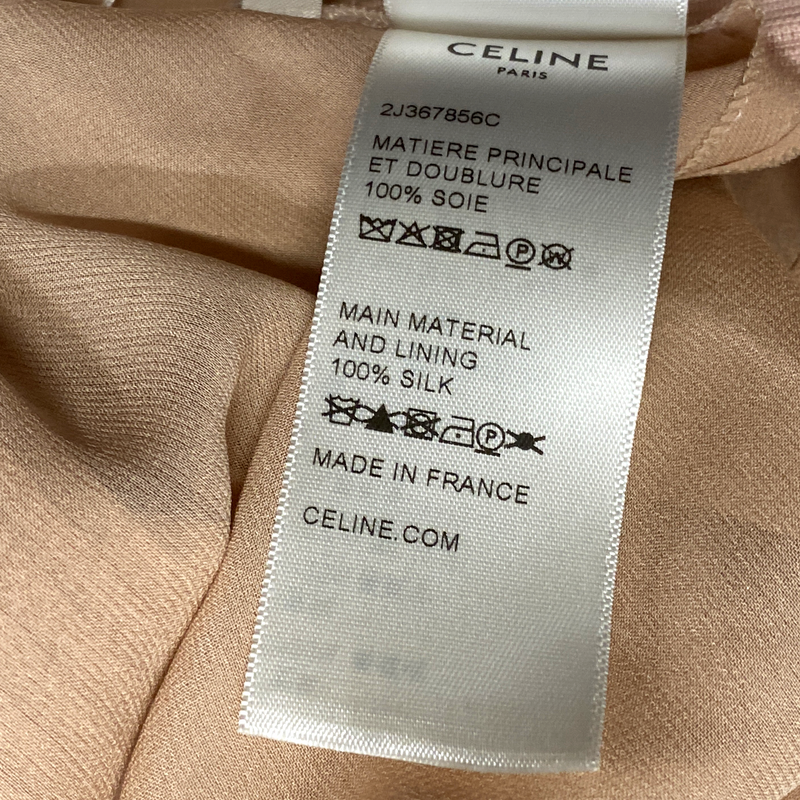 CELINE
PARIS
2J367856C
MATIERE PRINCIPALE
ET DOUBLURE
100% SOIE
MAIN MATERIAL
AND LINING
100% SILK
MADE IN FRANCE
CELINE.COM